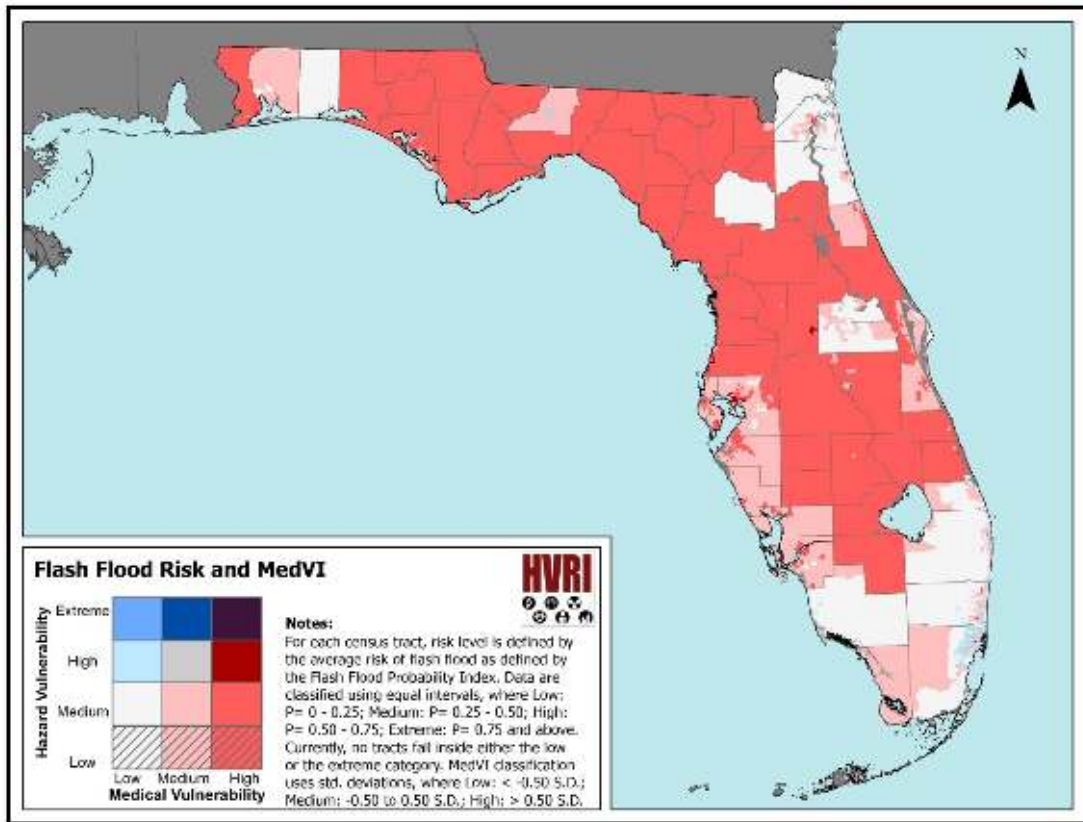 N
Flash Flood Risk and MedVI
HVRI
Extreme
High
Medium
Low
Hazard Vulnerability
Low Medium High
Medical Vulnerability
Notes:
For each census tract, risk level is defined by
the average risk of flash flood as defined by
the Flash Flood Probability Index. Data are
classified using equal intervals, where Low:
P= 0 - 0.25; Medium: P= 0.25 - 0.50; High:
P= 0.50 - 0.75; Extreme: P= 0.75 and above.
Currently, no tracts fall inside either the low
or the extreme category. MedVI classification
uses std. deviations, where Low: < -0.50 S.D.;
Medium: -0.50 to 0.50 S.D.; High: > 0.50 S.D.